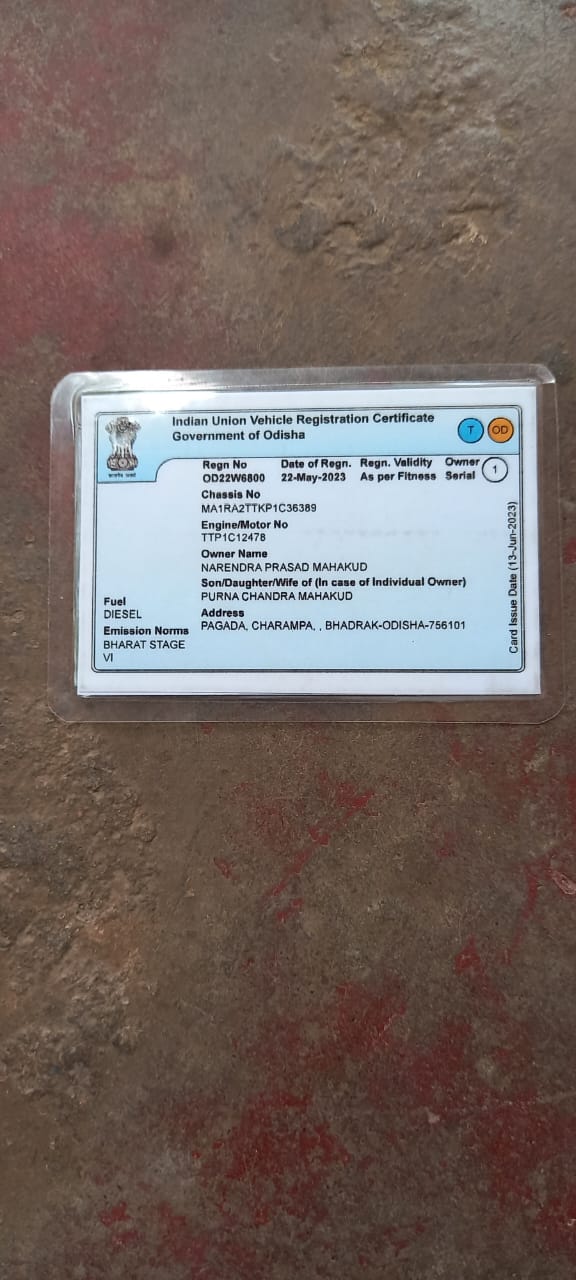 Indian Union Vehicle Registration Certificate
Government of Odisha
T OD
सत्यमेव जयते
Regn No Date of Regn. Regn. Validity Owner
OD22W6800 22-May-2023 As per Fitness Serial 1
Chassis No
MA1RA2TTKP1C36389
Engine/Motor No
TTP1C12478
Owner Name
NARENDRA PRASAD MAHAKUD
Son/Daughter/Wife of (In case of Individual Owner)
PURNA CHANDRA MAHAKUD
Address
PAGADA, CHARAMPA, , BHADRAK-ODISHA-756101
Fuel
DIESEL
Emission Norms
BHARAT STAGE
VI
Card Issue Date (13-Jun-2023)